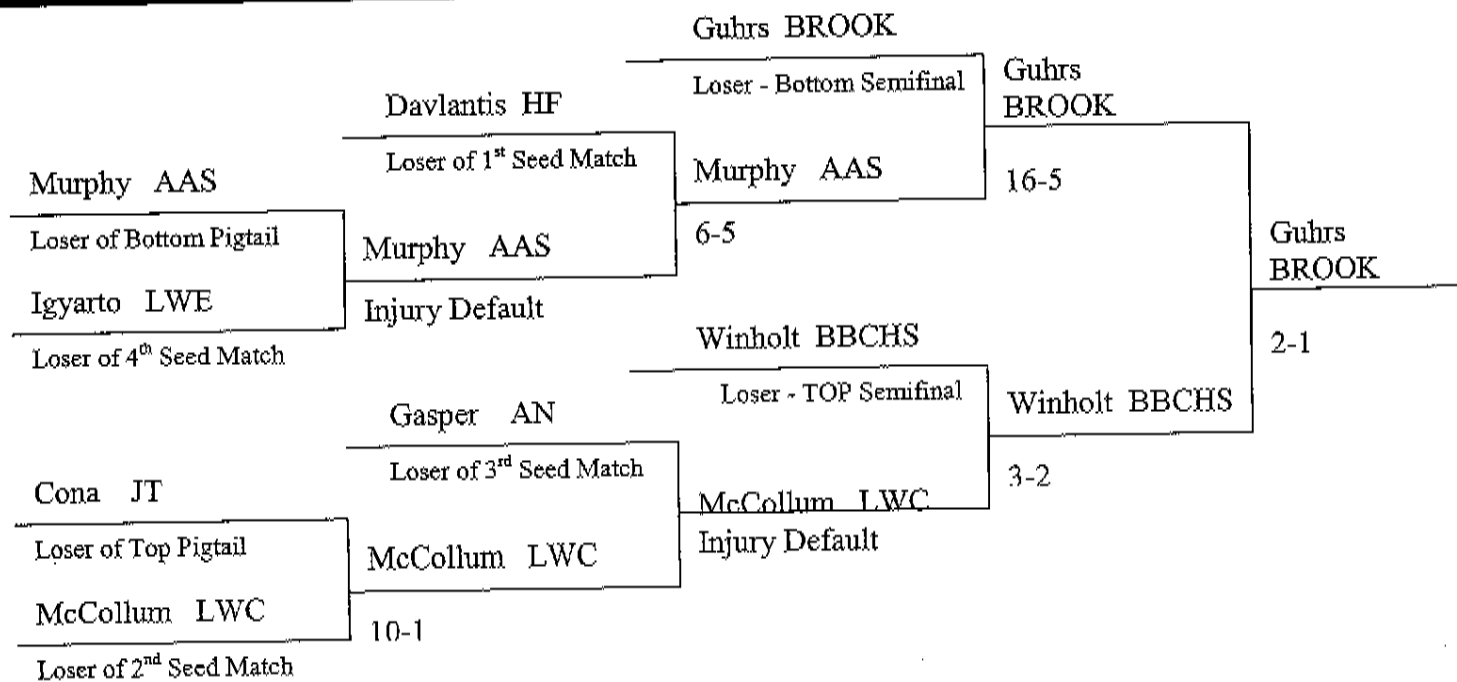 Guhrs BROOK
Loser - Bottom Semifinal
Guhrs
BROOK
Davlantis HF
Loser of 1st Seed Match
Murphy AAS
16-5
Murphy AAS
Loser of Bottom Pigtail
Murphy AAS
6-5
Guhrs
BROOK
Igyarto LWE
Injury Default
Loser of 4th Seed Match
Winholt BBCHS
2-1
Loser - TOP Semifinal
Winholt BBCHS
Gasper AN
Loser of 3rd Seed Match
3-2
Cona JT
McCollum LWC
Loser of Top Pigtail
McCollum LWC
Injury Default
McCollum LWC
10-1
Loser of 2nd Seed Match